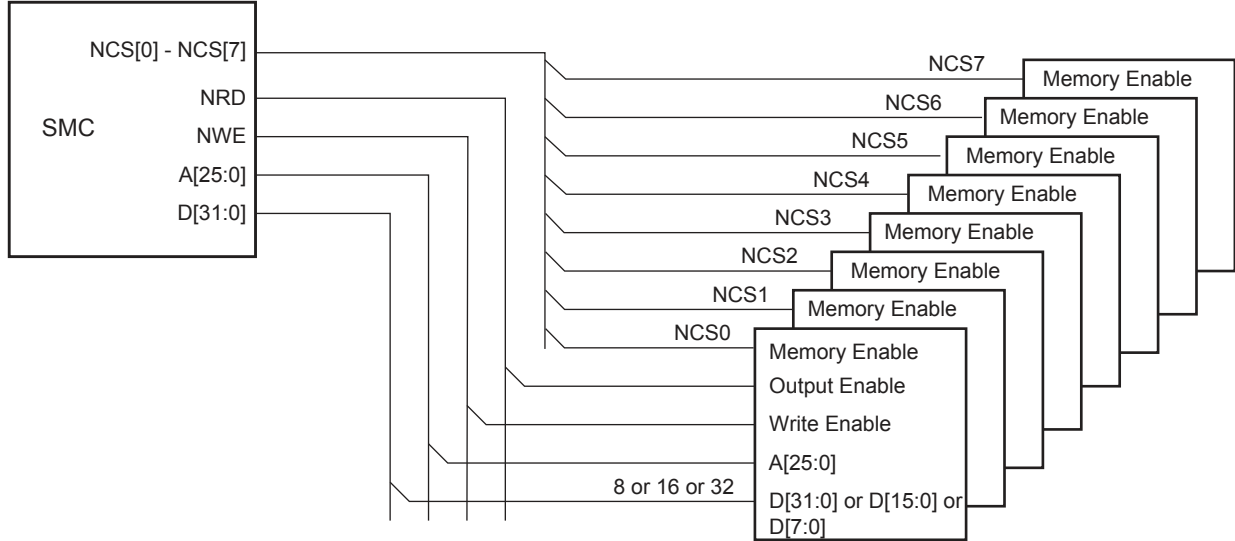 NCS[0] - NCS[7]
NRD
SMC
NWE
A[25:0]
D[31:0]
NCS7
Memory Enable
NCS6
Memory Enable
NCS5
Memory Enable
NCS4
Memory Enable
NCS3
Memory Enable
NCS2
Memory Enable
NCS1
Memory Enable
NCS0
Memory Enable
Output Enable
Write Enable
A[25:0]
8 or 16 or 32
D[31:0] or D[15:0] or
D[7:0]